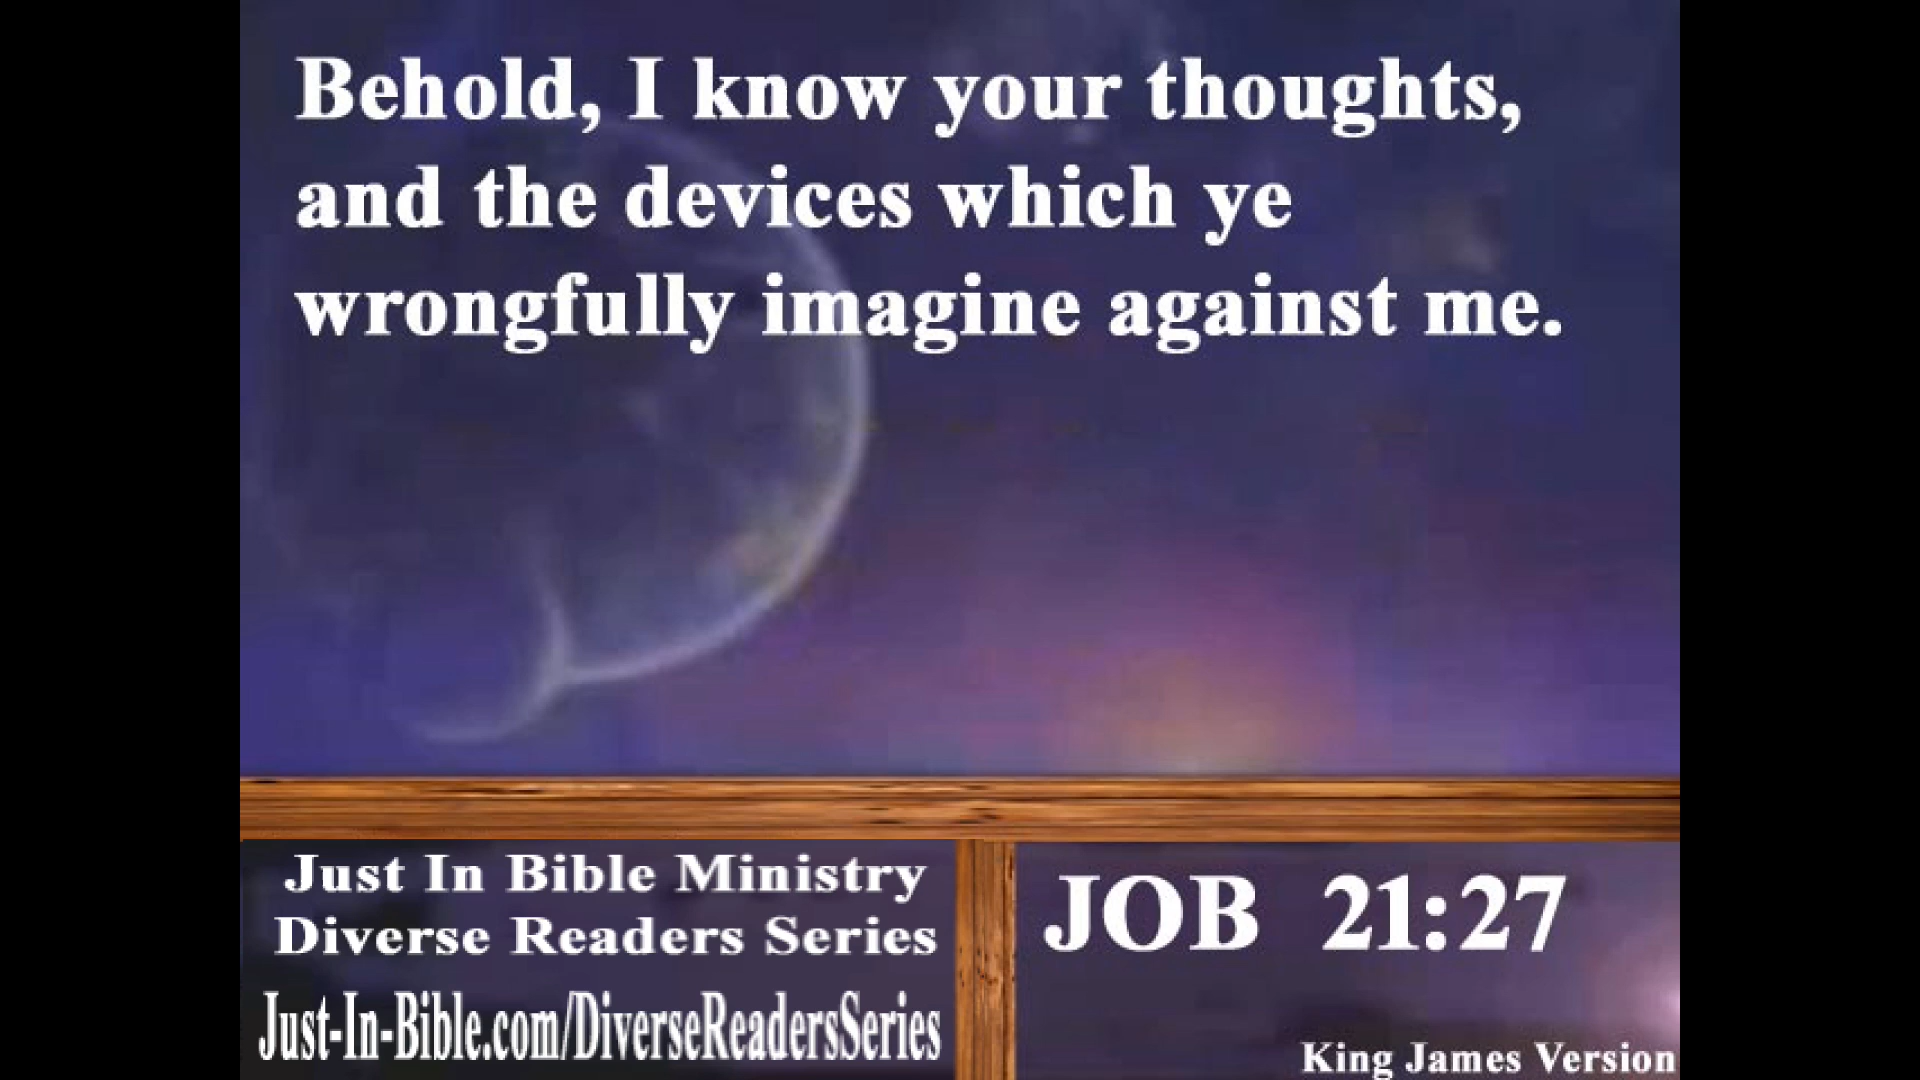 Behold, I know your thoughts,
and the devices which ye
wrongfully imagine against me.
Just In Bible Ministry
Diverse Readers Series
Just-In-Bible.com/DiverseReadersSeries
JOB 21:27
King James Version